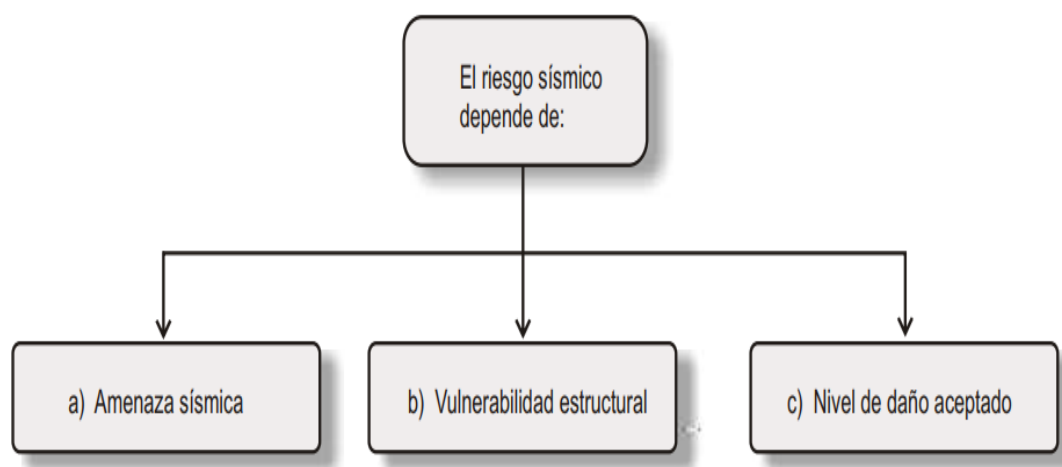 El riesgo sísmico
depende de:
a) Amenaza sísmica
b) Vulnerabilidad estructural
c) Nivel de daño aceptado